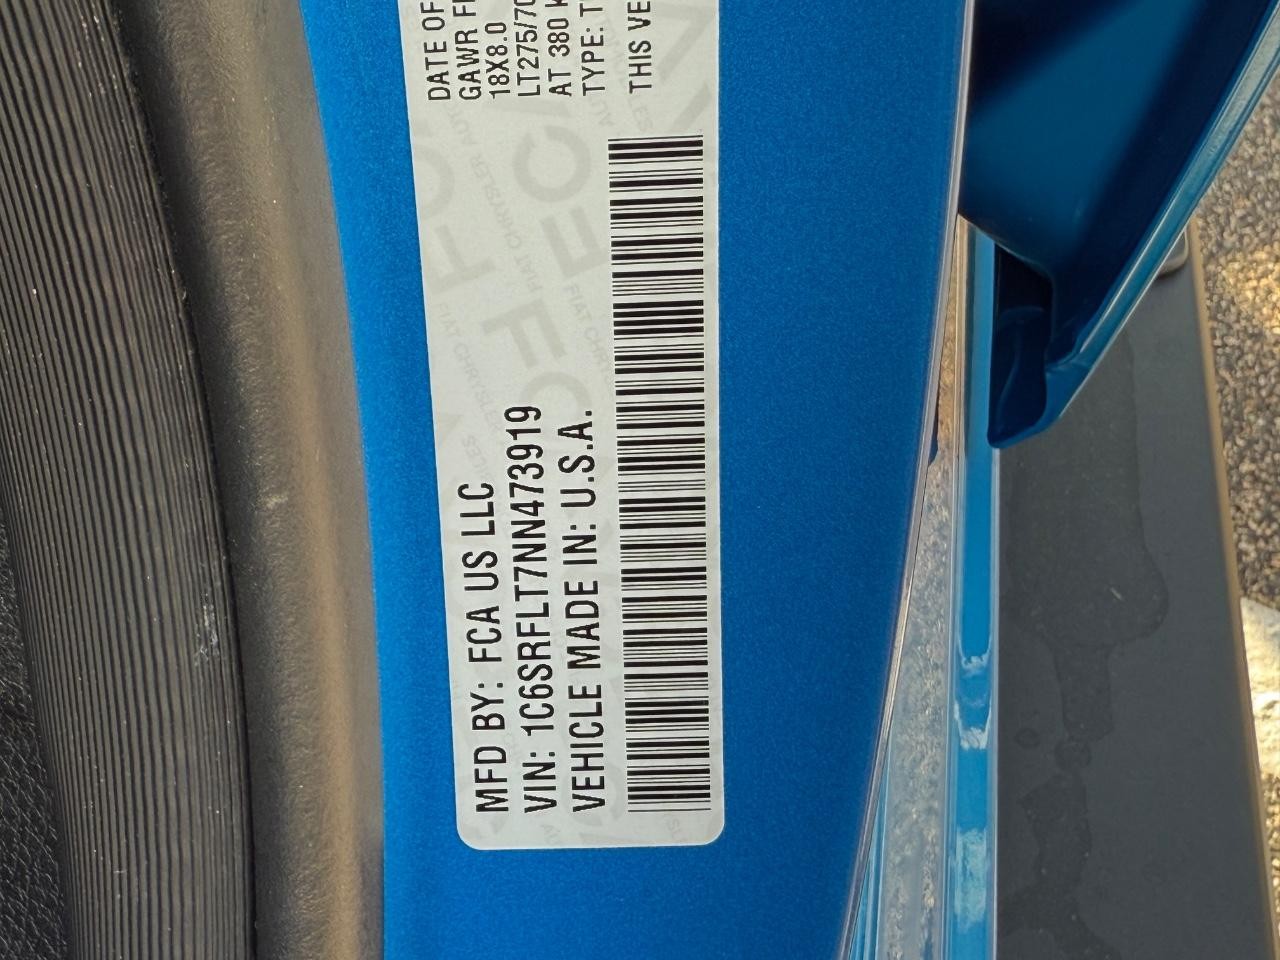 MFD BY: FCA US LLC
VIN: 1C6SRFLT7NN473919
VEHICLE MADE IN: U.S.A.
DATE OF
GAWR
18X8.0
LT275/70
AT 380
TYPE:
THIS